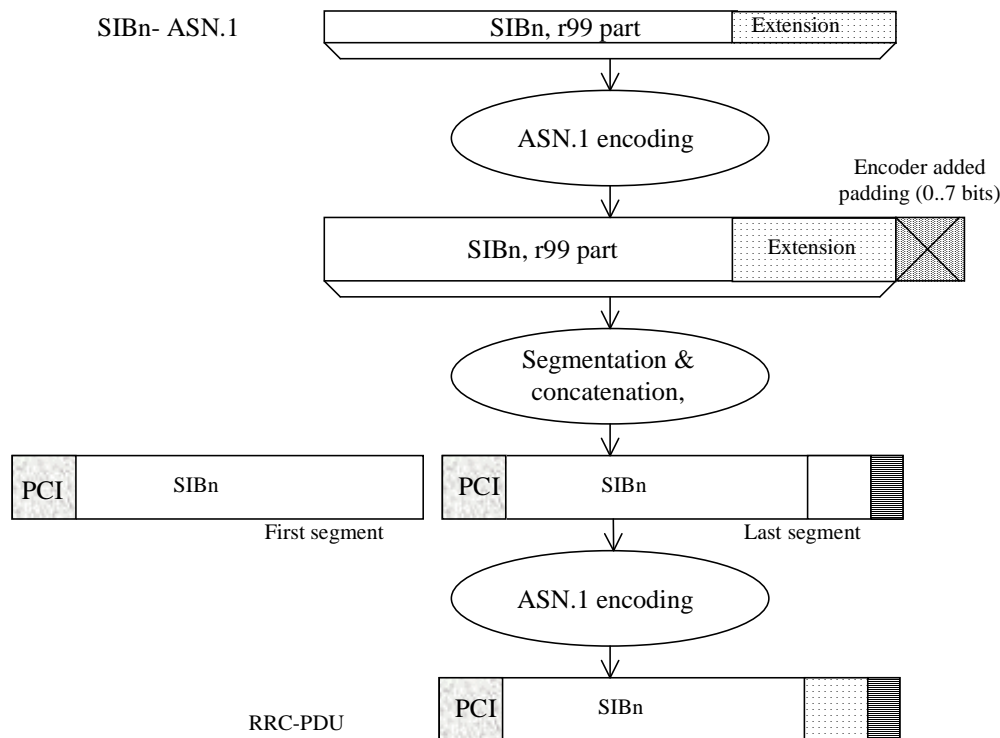 SIBn- ASN.1
SIBn, r99 part
Extension
ASN.1 encoding
Encoder added
padding (0..7 bits)
SIBn, r99 part
Extension
Segmentation &
concatenation,
PCI
SIBn
PCI
SIBn
First segment
Last segment
ASN.1 encoding
RRC-PDU
PCI
SIBn